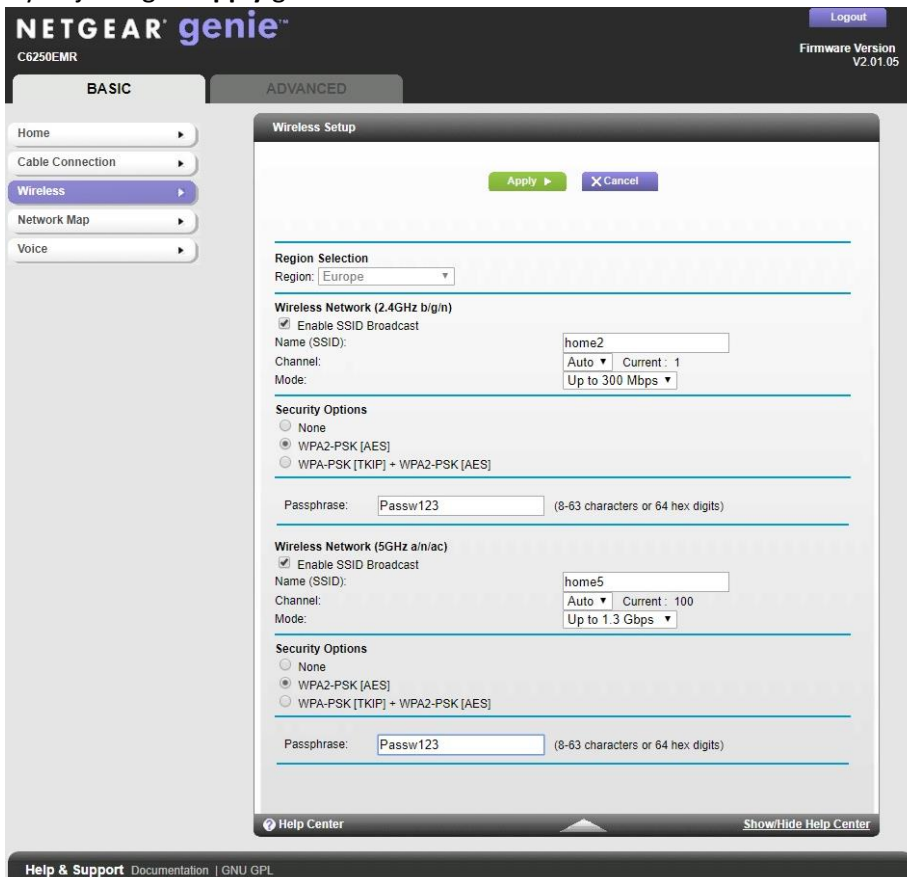 Apply
NETGEAR® genie™
Logout
C6250EMR
Firmware Version
V2.01.05
BASIC
ADVANCED
Home
Cable Connection
Wireless
Network Map
Voice
Wireless Setup
Apply
X Cancel
Region Selection
Region: Europe
Wireless Network (2.4GHz b/g/n)
Enable SSID Broadcast
Name (SSID): home2
Channel: Auto Current : 1
Mode: Up to 300 Mbps
Security Options
None
WPA2-PSK [AES]
WPA-PSK [TKIP] + WPA2-PSK [AES]
Passphrase: Passw123 (8-63 characters or 64 hex digits)
Wireless Network (5GHz a/n/ac)
Enable SSID Broadcast
Name (SSID): home5
Channel: Auto Current : 100
Mode: Up to 1.3 Gbps
Security Options
None
WPA2-PSK [AES]
WPA-PSK [TKIP] + WPA2-PSK [AES]
Passphrase: Passw123 (8-63 characters or 64 hex digits)
Help Center
Show/Hide Help Center
Help & Support Documentation | GNU GPL